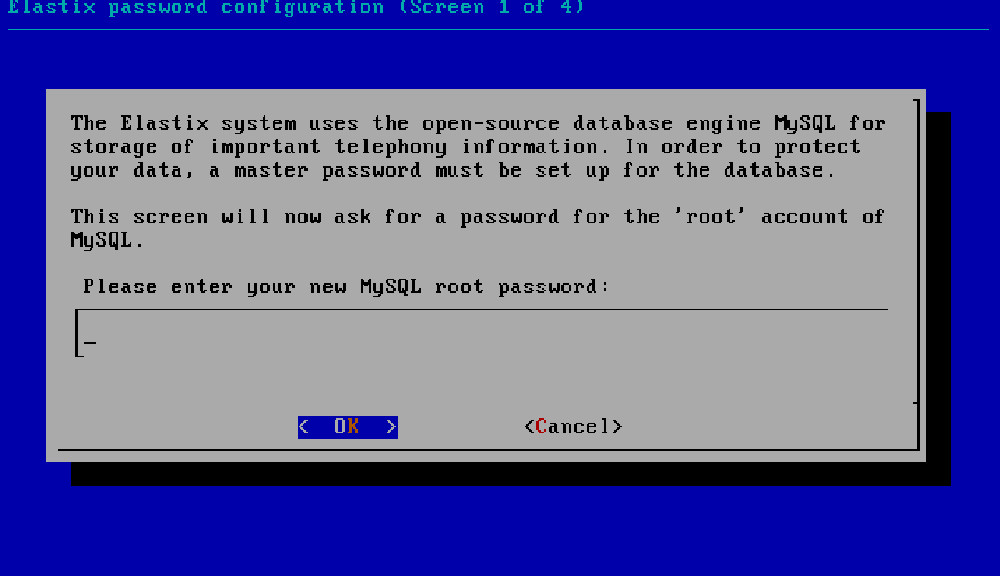 Elastix password configuration (Screen 1 of 4)
The Elastix system uses the open-source database engine MySQL for
storage of important telephony information. In order to protect
your data, a master password must be set up for the database.
This screen will now ask for a password for the 'root' account of
MySQL.
Please enter your new MySQL root password:
< OK > <Cancel>